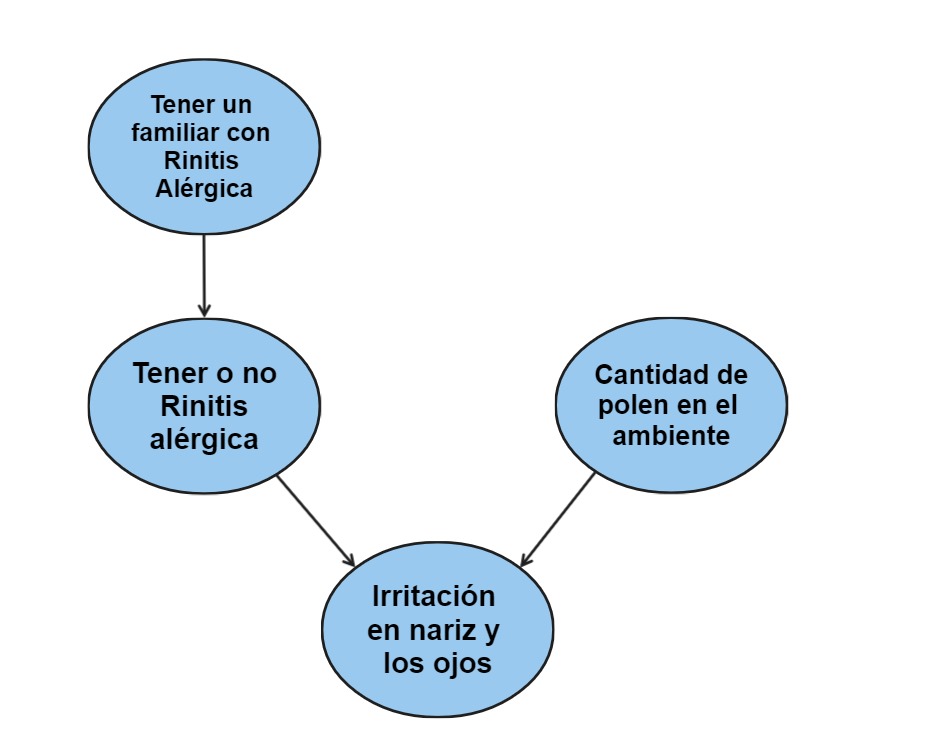 Tener un
familiar con
Rinitis
Alérgica
Tener o no
Rinitis
alérgica
Cantidad de
polen en el
ambiente
Irritación
en nariz y
los ojos